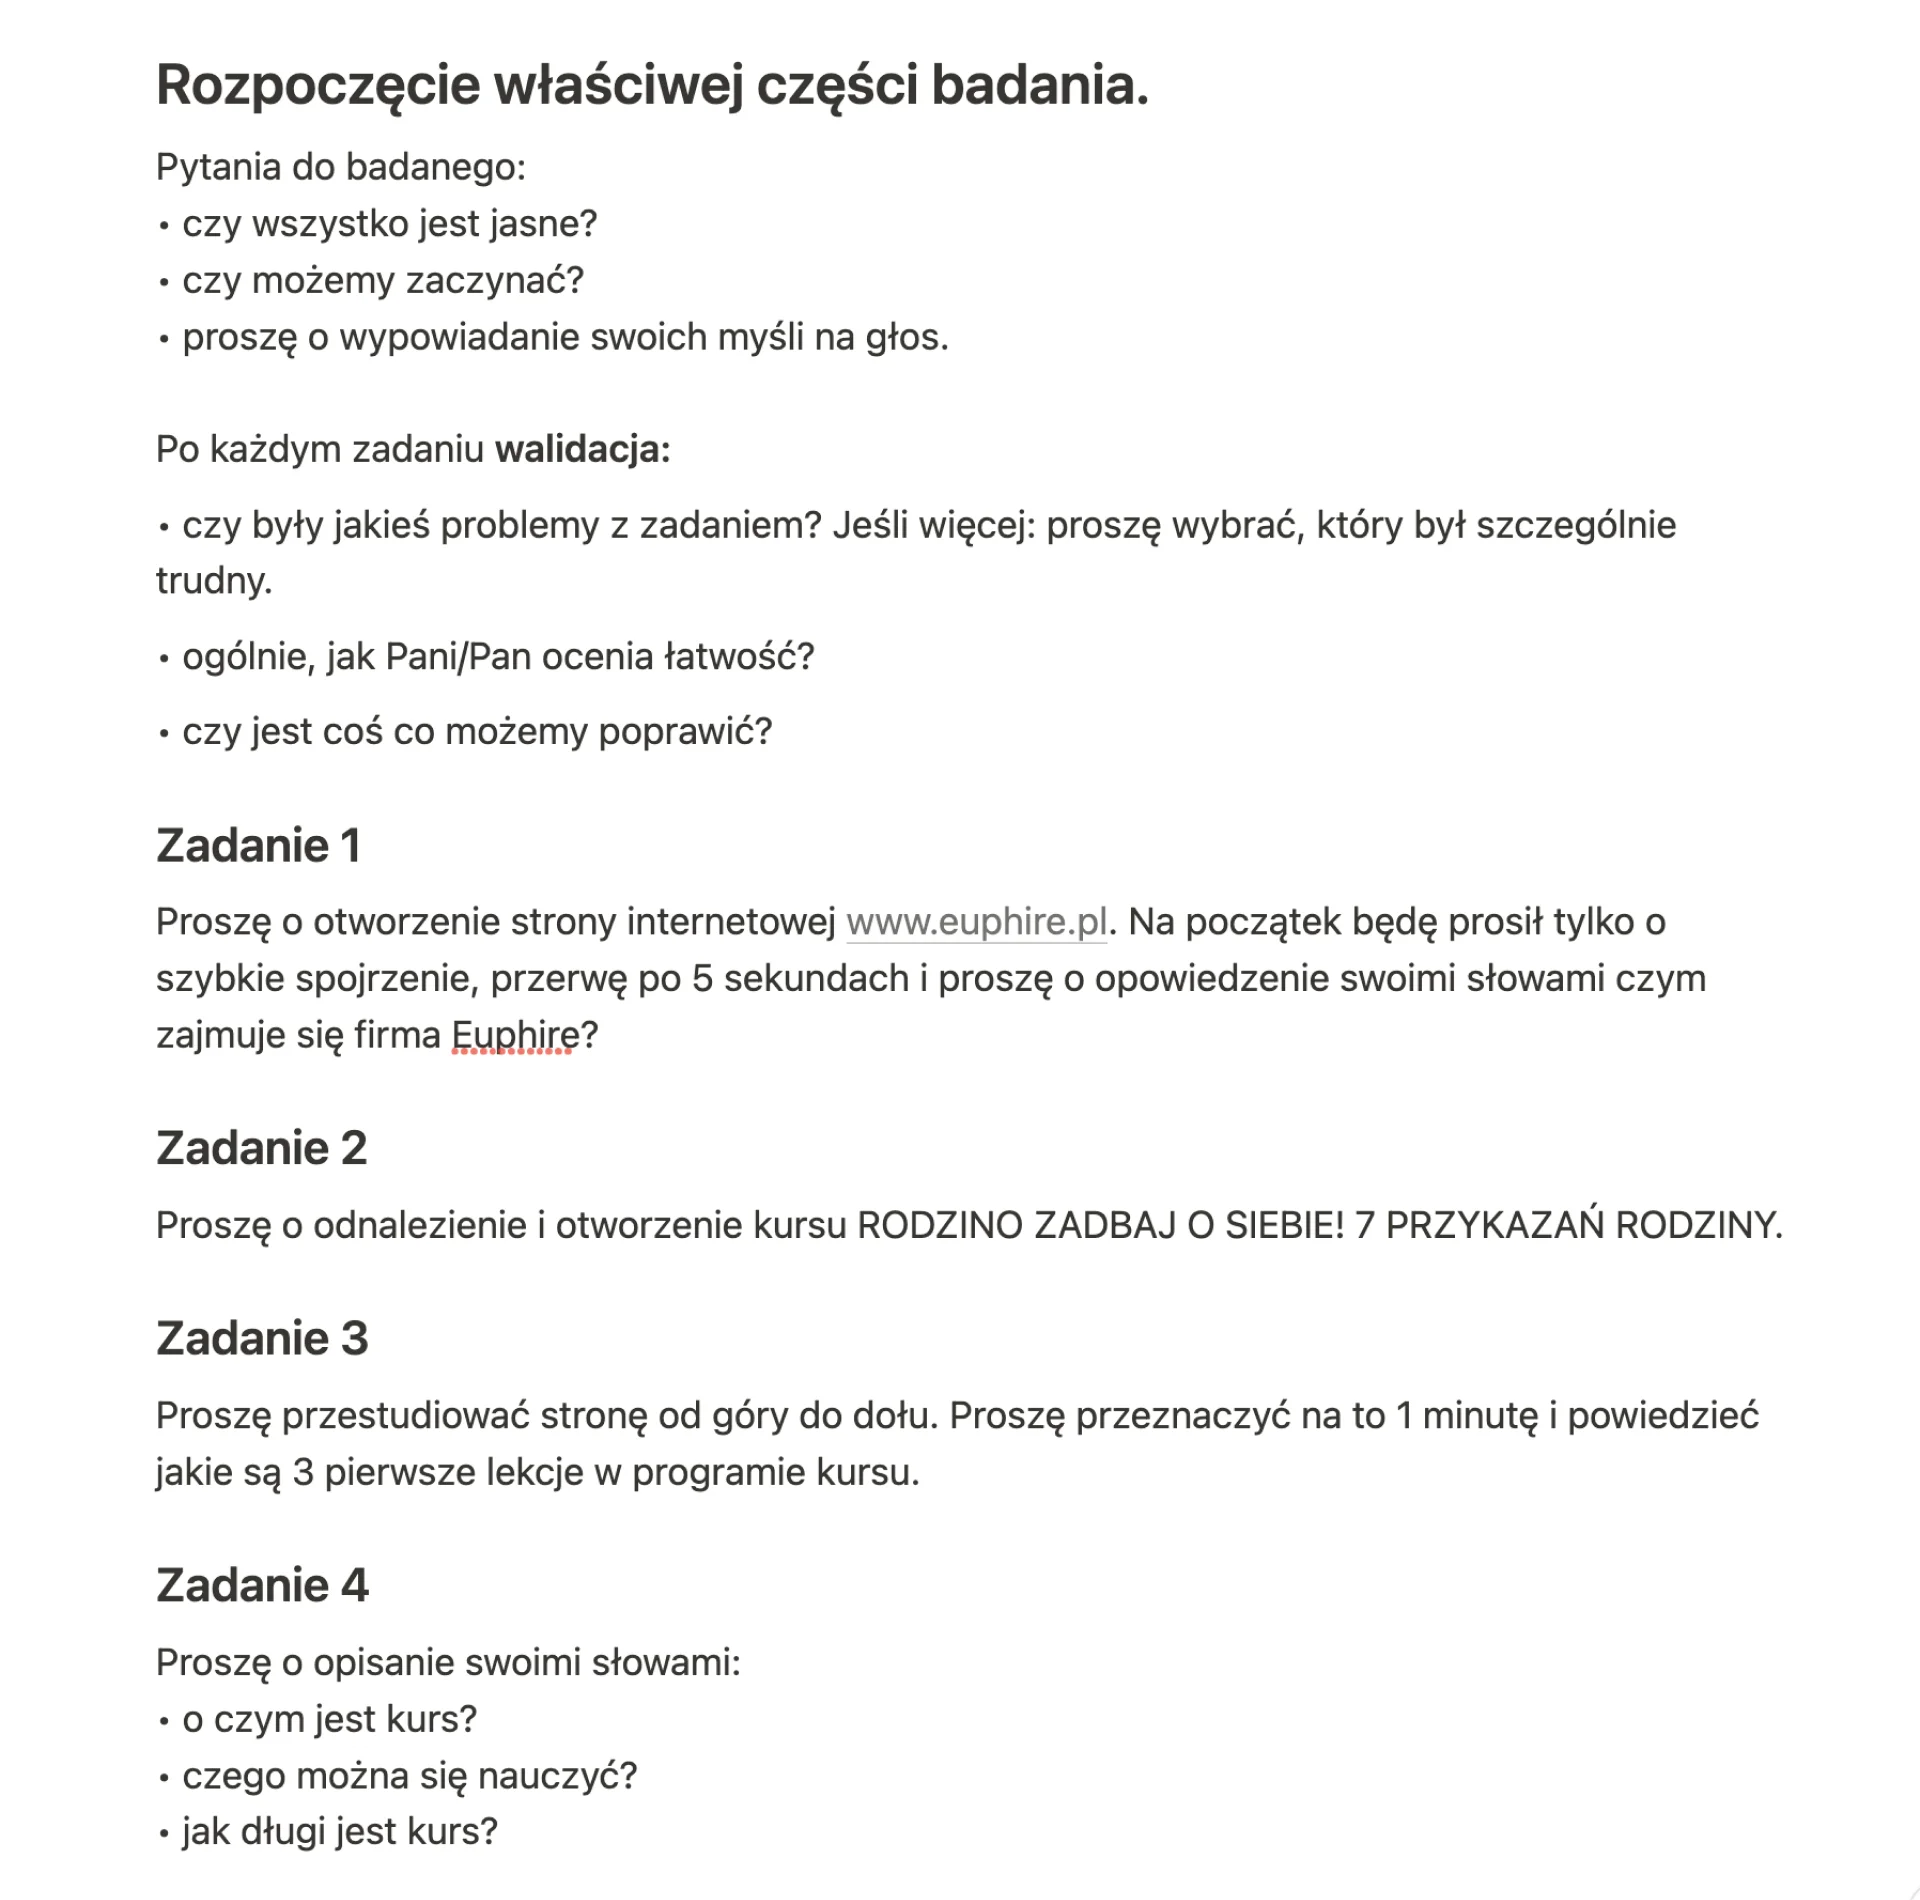 Rozpoczęcie właściwej części badania.
Pytania do badanego:
• czy wszystko jest jasne?
• czy możemy zaczynać?
• proszę o wypowiadanie swoich myśli na głos.
Po każdym zadaniu walidacja:
• czy były jakieś problemy z zadaniem? Jeśli więcej: proszę wybrać, który był szczególnie
trudny.
• ogólnie, jak Pani/Pan ocenia łatwość?
• czy jest coś co możemy poprawić?
Zadanie 1
Proszę o otworzenie strony internetowej www.euphire.pl. Na początek będę prosił tylko o
szybkie spojrzenie, przerwę po 5 sekundach i proszę o opowiedzenie swoimi słowami czym
zajmuje się firma Euphire?
Zadanie 2
Proszę o odnalezienie i otworzenie kursu RODZINO ZADBAJ O SIEBIE! 7 PRZYKAZAŃ RODZINY.
Zadanie 3
Proszę przestudiować stronę od góry do dołu. Proszę przeznaczyć na to 1 minutę i powiedzieć
jakie są 3 pierwsze lekcje w programie kursu.
Zadanie 4
Proszę o opisanie swoimi słowami:
• o czym jest kurs?
• czego można się nauczyć?
• jak długi jest kurs?